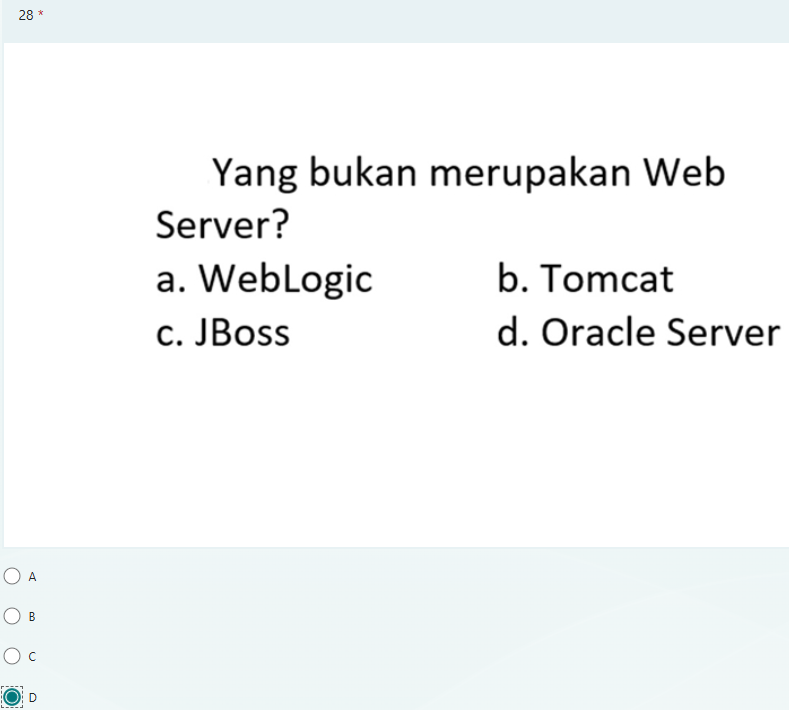 28 *
Yang bukan merupakan Web
Server?
a. WebLogic b. Tomcat
c. JBoss d. Oracle Server
A
B
C
D